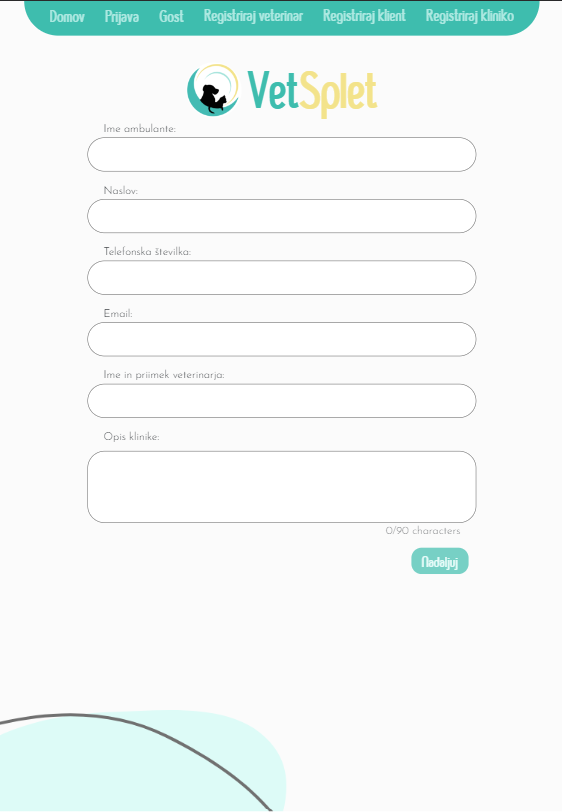 Domov Prijava Gost Registriraj veterinar Registriraj klient Registriraj kliniko
VetSplet
Ime ambulante:
Naslov:
Telefonska številka:
Email:
Ime in priimek veterinarja:
Opis klinike:
0/90 characters
Nadaljuj